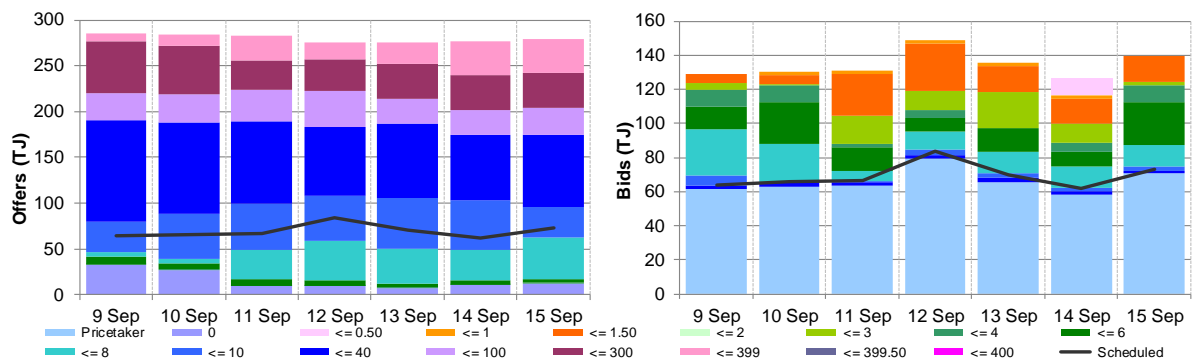 300
250
200
150
100
50
0
Offers (TJ)
9 Sep 10 Sep 11 Sep 12 Sep 13 Sep 14 Sep 15 Sep
160
140
120
100
80
60
40
20
0
Bids (TJ)
9 Sep 10 Sep 11 Sep 12 Sep 13 Sep 14 Sep 15 Sep
Pricetaker 0 <= 0.50 <= 1 <= 1.50 <= 2 <= 3 <= 4 <= 6
<= 8 <= 10 <= 40 <= 100 <= 300 <= 399 <= 399.50 <= 400 Scheduled